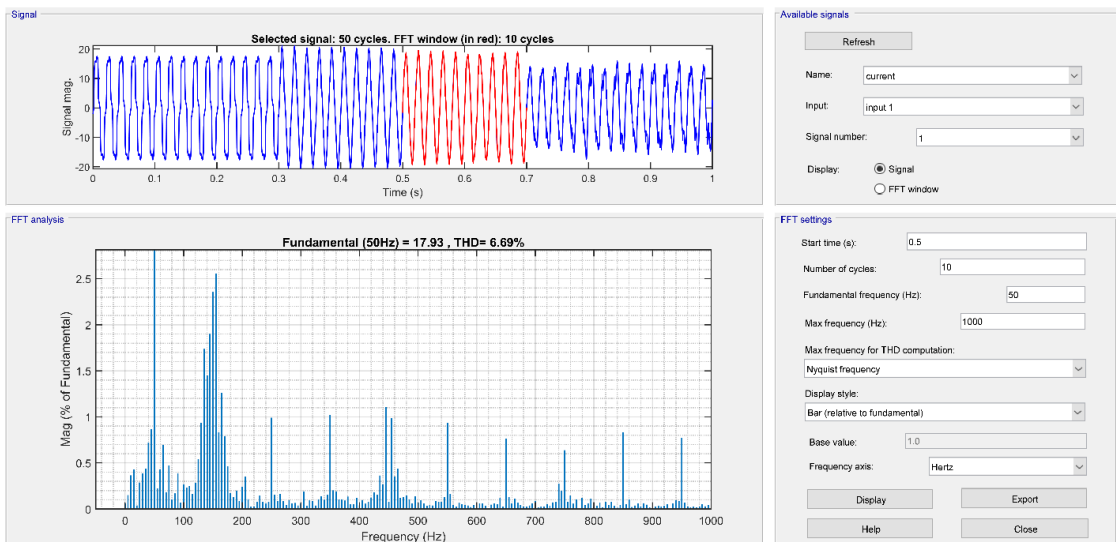 Signal
Selected signal: 50 cycles. FFT window (in red): 10 cycles
20
10
0
-10
-20
Signal mag.
0 0.1 0.2 0.3 0.4 0.5 0.6 0.7 0.8 0.9 1
Time (s)
Available signals
Refresh
Name: current
Input: input 1
Signal number: 1
Display: Signal
FFT window
FFT analysis
Fundamental (50Hz) = 17.93 , THD= 6.69%
2.5
2
1.5
1
0.5
0
Mag (% of Fundamental)
0 100 200 300 400 500 600 700 800 900 1000
Frequency (Hz)
FFT settings
Start time (s): 0.5
Number of cycles: 10
Fundamental frequency (Hz): 50
Max frequency (Hz): 1000
Max frequency for THD computation:
Nyquist frequency
Display style:
Bar (relative to fundamental)
Base value: 1.0
Frequency axis: Hertz
Display Export
Help Close